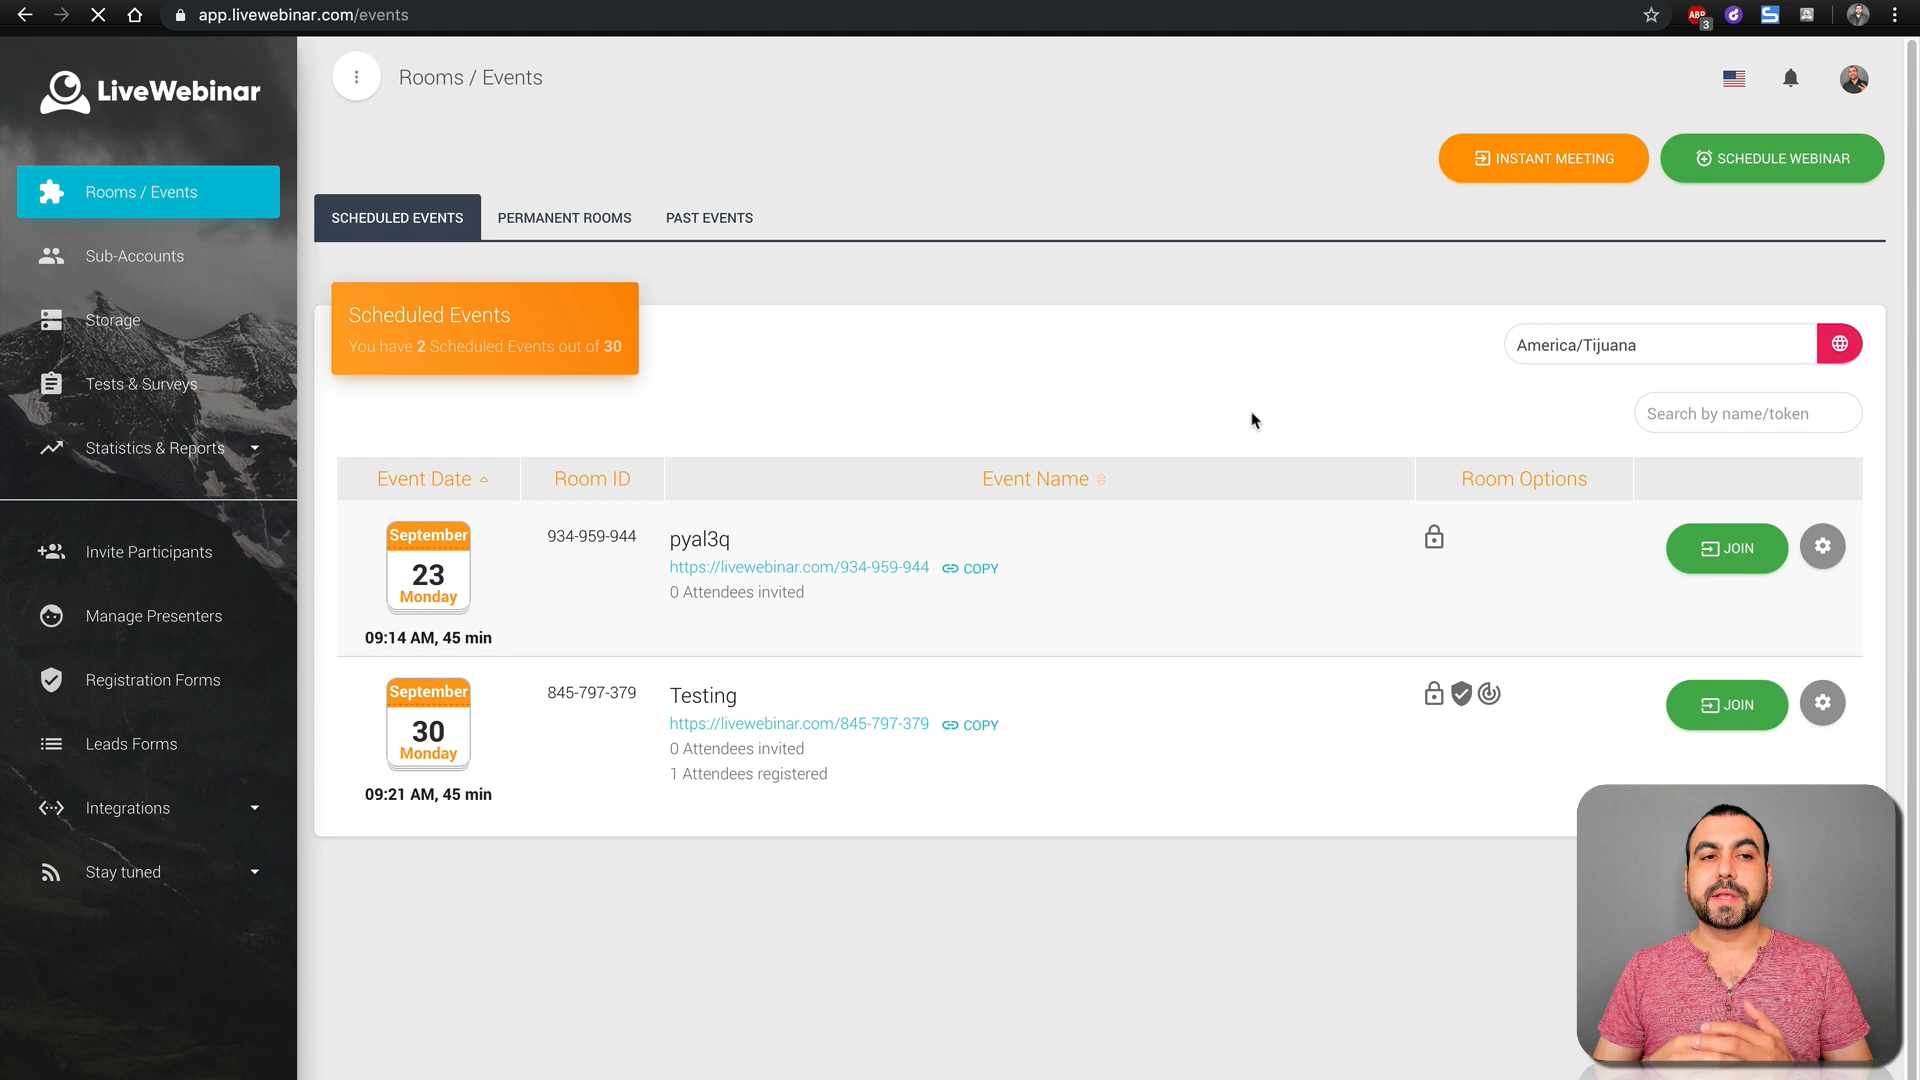 app.livewebinar.com/events
ABP
3
LiveWebinar
Rooms / Events
INSTANT MEETING
SCHEDULE WEBINAR
Rooms / Events
Sub-Accounts
Storage
Tests & Surveys
Statistics & Reports
Invite Participants
Manage Presenters
Registration Forms
Leads Forms
Integrations
Stay tuned
SCHEDULED EVENTS
PERMANENT ROOMS
PAST EVENTS
Scheduled Events
You have 2 Scheduled Events out of 30
America/Tijuana
Search by name/token
Event Date
Room ID
Event Name
Room Options
September
23
Monday
09:14 AM, 45 min
934-959-944
pyal3q
https://livewebinar.com/934-959-944
COPY
0 Attendees invited
JOIN
September
30
Monday
09:21 AM, 45 min
845-797-379
Testing
https://livewebinar.com/845-797-379
COPY
0 Attendees invited
1 Attendees registered
JOIN